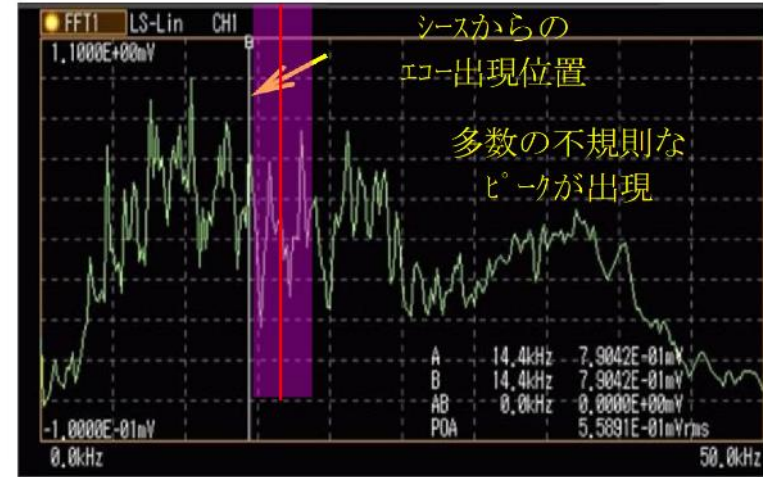 FFT1 LS-Lin CH1
シースからの
エコー出現位置
B
1.1000E+00mV
多数の不規則な
ピークが出現
A 14.4kHz 7.9042E-01mV
B 14.4kHz 7.9042E-01mV
AB 0.0kHz 0.0000E+00mV
POA 5.5891E-01mVrms
-1.0000E-01mV
0.0kHz 50.0kHz